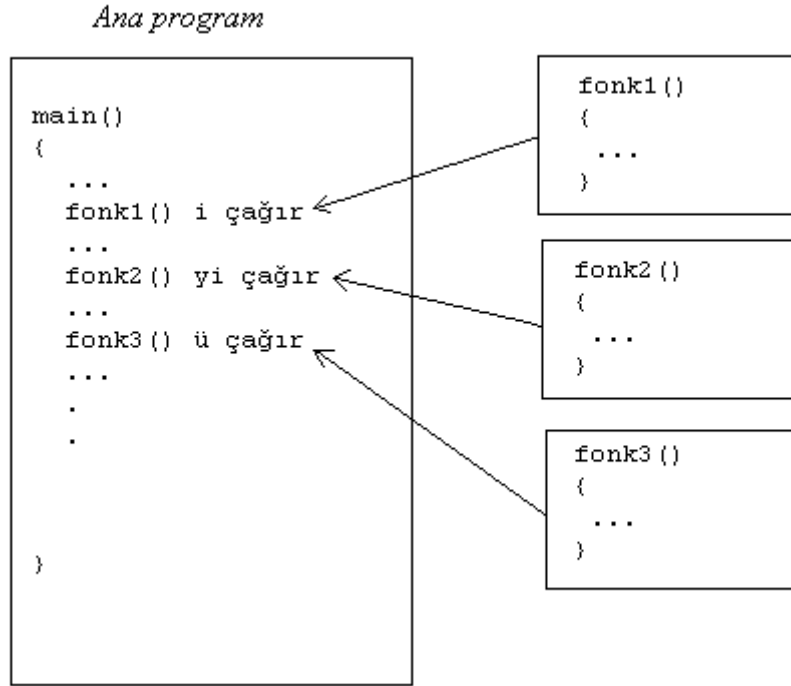 Ana program
main()
{
...
fonk1() i çağır
...
fonk2() yi çağır
...
fonk3() ü çağır
...
.
.
}
fonk1()
{
...
}
fonk2()
{
...
}
fonk3()
{
...
}